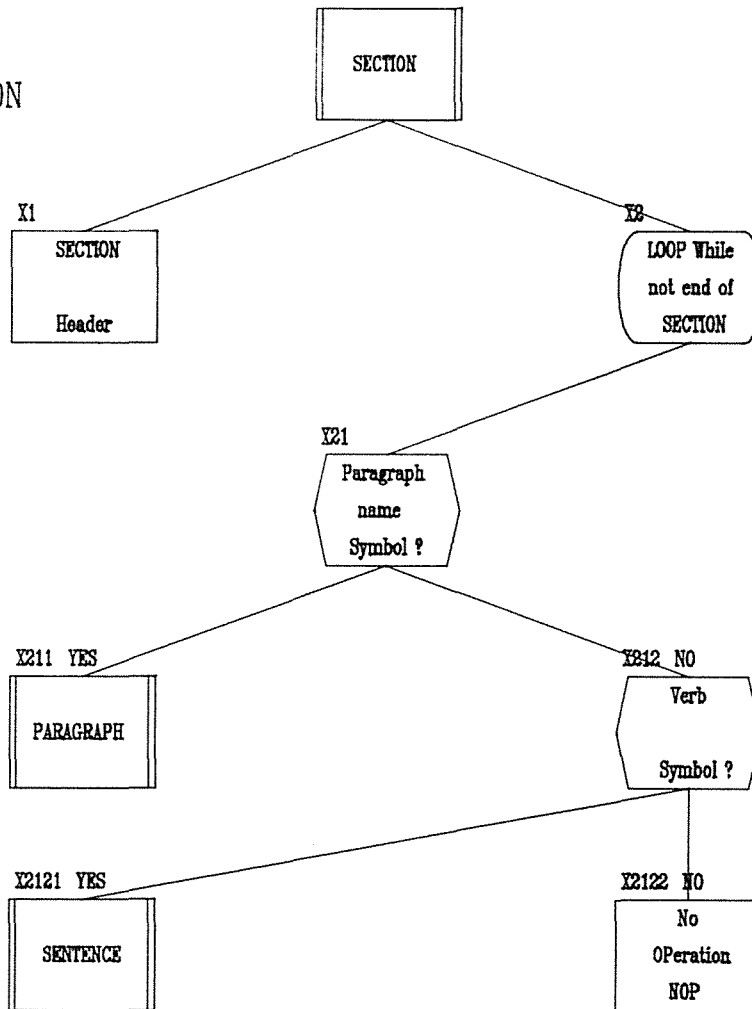 SECTION
ON
X1
SECTION
Header
X2
LOOP While
not end of
SECTION
X21
Paragraph
name
Symbol ?
X211 YES
PARAGRAPH
X212 NO
Verb
Symbol ?
X2121 YES
SENTENCE
X2122 NO
No
OPeration
NOP